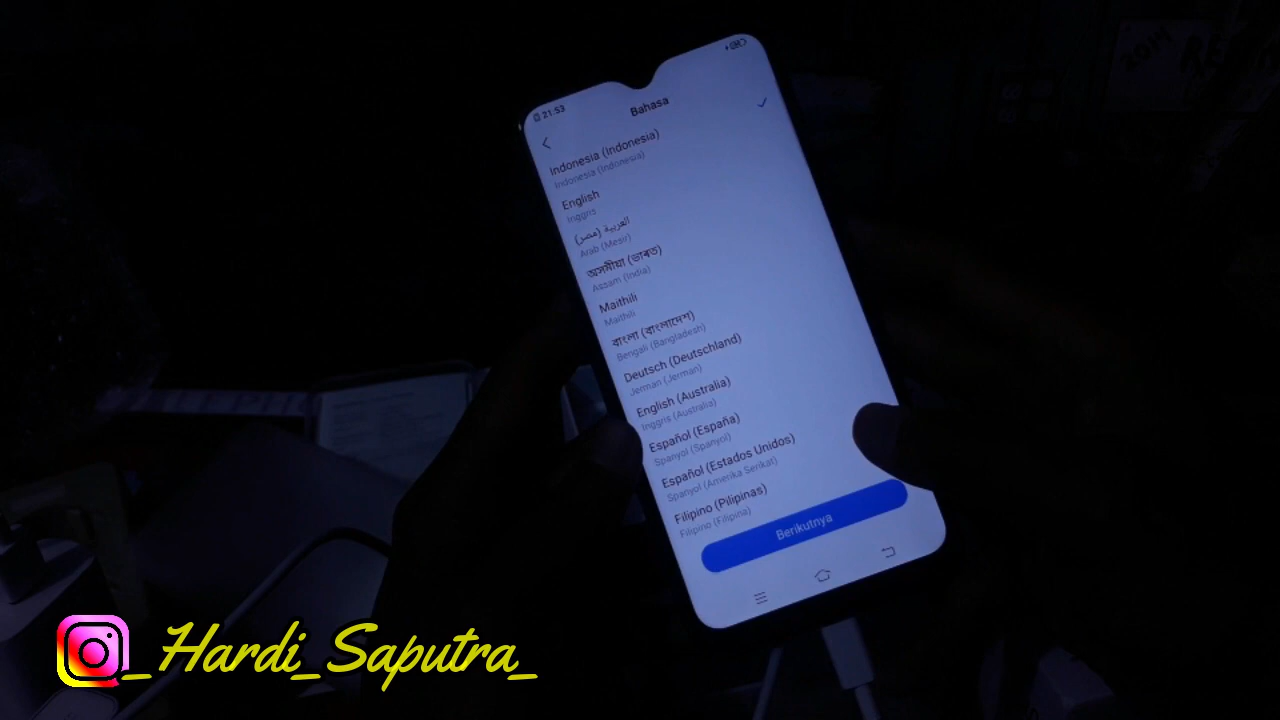 2014
21:53
Bahasa
Indonesia (Indonesia)
Indonesia (Indonesia)
English
Inggris
العربية (مصر)
Arab (Mesir)
অসমীয়া (ভাৰত)
Assam (India)
Maithili
Maithili
বাংলা (বাংলাদেশ)
Bengali (Bangladesh)
Deutsch (Deutschland)
Jerman (Jerman)
English (Australia)
Inggris (Australia)
Español (España)
Spanyol (Spanyol)
Español (Estados Unidos)
Spanyol (Amerika Serikat)
Filipino (Pilipinas)
Filipino (Filipina)
Berikutnya
_Hardi_Saputra_